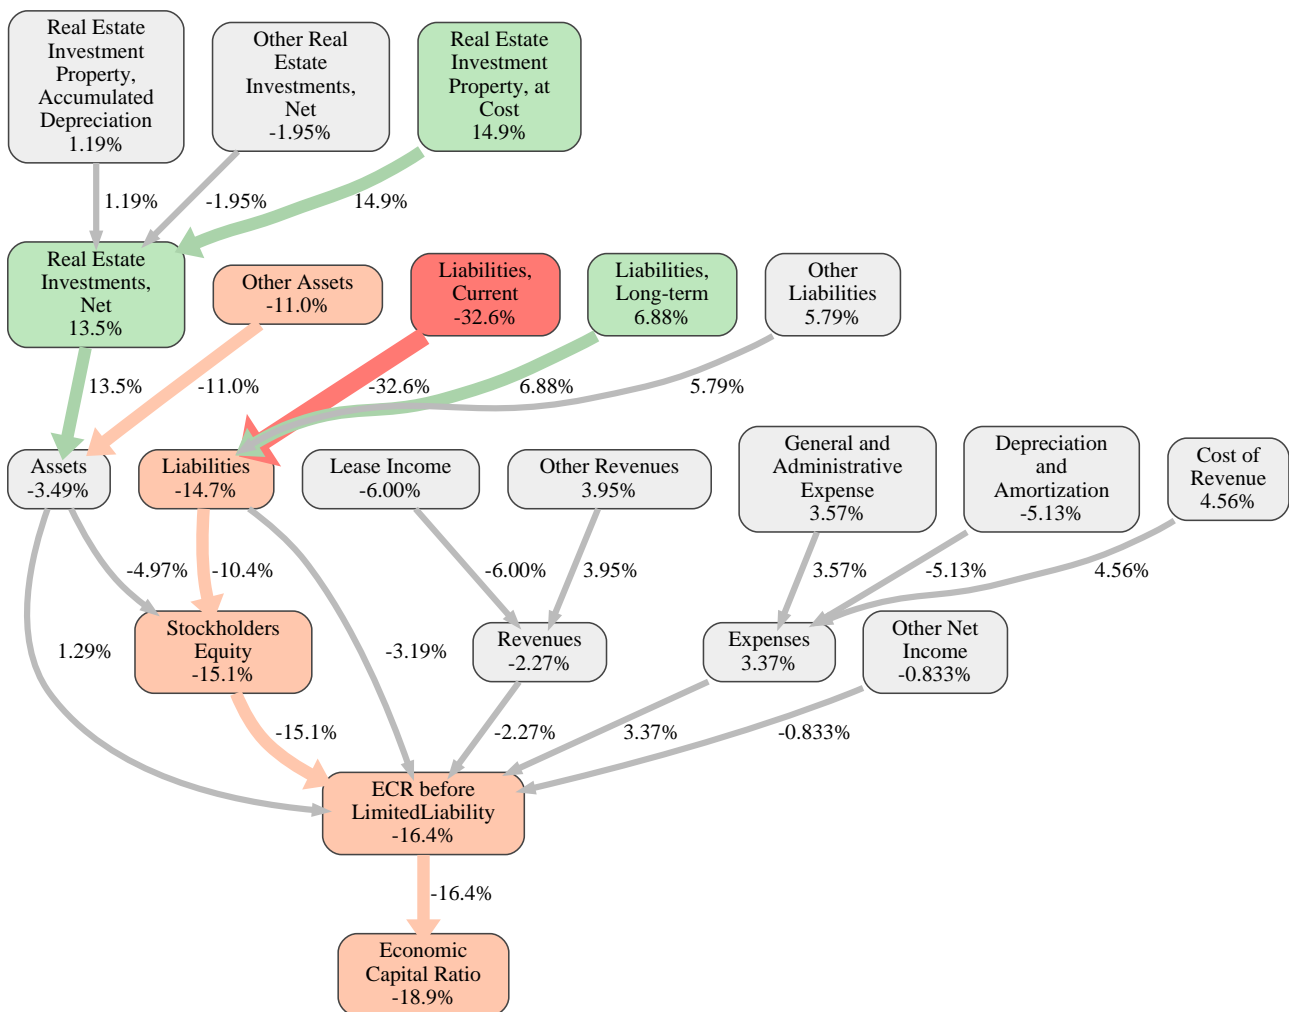 Real Estate
Investment
Property,
Accumulated
Depreciation
1.19%
Other Real
Estate
Investments,
Net
-1.95%
Real Estate
Investment
Property, at
Cost
14.9%
1.19%
-1.95%
14.9%
Real Estate
Investments,
Net
13.5%
Other Assets
-11.0%
Liabilities,
Current
-32.6%
Liabilities,
Long-term
6.88%
Other
Liabilities
5.79%
13.5%
-11.0%
-32.6%
6.88%
5.79%
Assets
-3.49%
Liabilities
-14.7%
Lease Income
-6.00%
Other Revenues
3.95%
General and
Administrative
Expense
3.57%
Depreciation
and
Amortization
-5.13%
Cost of
Revenue
4.56%
-4.97%
-10.4%
-6.00%
3.95%
3.57%
-5.13%
4.56%
1.29%
Stockholders
Equity
-15.1%
-3.19%
Revenues
-2.27%
Expenses
3.37%
Other Net
Income
-0.833%
-15.1%
-2.27%
3.37%
-0.833%
ECR before
LimitedLiability
-16.4%
-16.4%
Economic
Capital Ratio
-18.9%